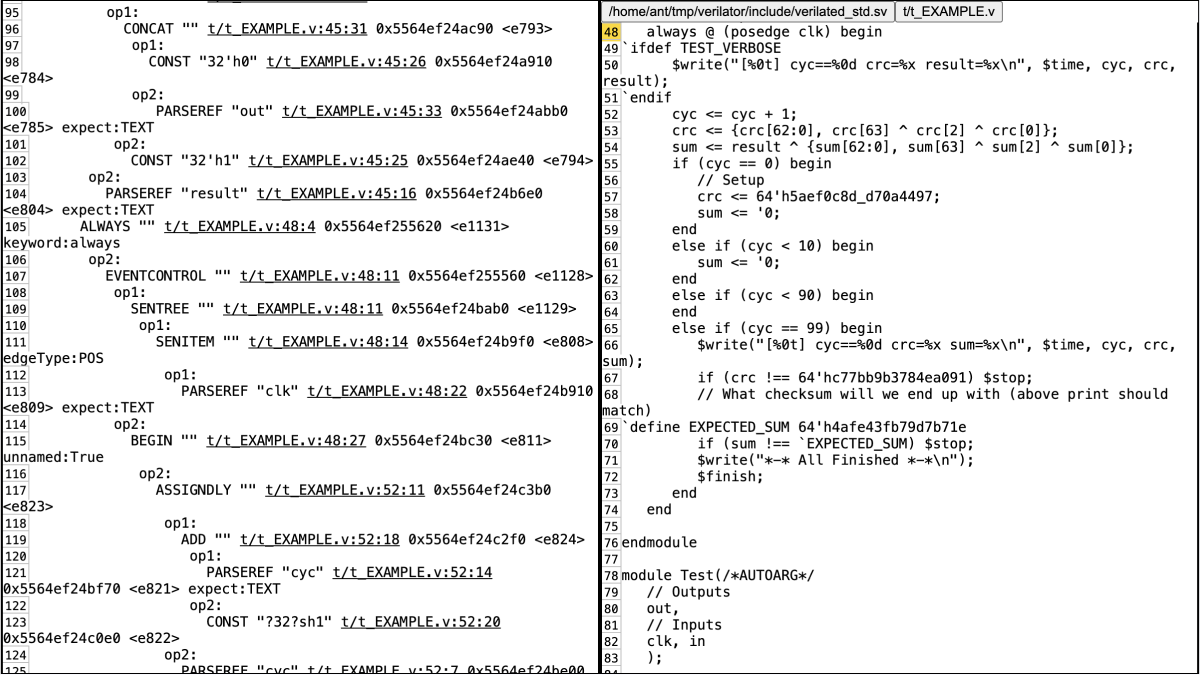 95 op1:
96 CONCAT "" t/t_EXAMPLE.v:45:31 0x5564ef24ac90 <e793>
97 op1:
98 CONST "32'h0" t/t_EXAMPLE.v:45:26 0x5564ef24a910
<e784>
99 op2:
100 PARSEREF "out" t/t_EXAMPLE.v:45:33 0x5564ef24abb0
<e785> expect:TEXT
101 op2:
102 CONST "32'h1" t/t_EXAMPLE.v:45:25 0x5564ef24ae40 <e794>
103 op2:
104 PARSEREF "result" t/t_EXAMPLE.v:45:16 0x5564ef24b6e0
<e804> expect:TEXT
105 ALWAYS "" t/t_EXAMPLE.v:48:4 0x5564ef255620 <e1131>
keyword:always
106 op2:
107 EVENTCONTROL "" t/t_EXAMPLE.v:48:11 0x5564ef255560 <e1128>
108 op1:
109 SENTREE "" t/t_EXAMPLE.v:48:11 0x5564ef24bab0 <e1129>
110 op1:
111 SENITEM "" t/t_EXAMPLE.v:48:14 0x5564ef24b9f0 <e808>
edgeType:POS
112 op1:
113 PARSEREF "clk" t/t_EXAMPLE.v:48:22 0x5564ef24b910
<e809> expect:TEXT
114 op2:
115 BEGIN "" t/t_EXAMPLE.v:48:27 0x5564ef24bc30 <e811>
unnamed:True
116 op2:
117 ASSIGNDLY "" t/t_EXAMPLE.v:52:11 0x5564ef24c3b0
<e823>
118 op1:
119 ADD "" t/t_EXAMPLE.v:52:18 0x5564ef24c2f0 <e824>
120 op1:
121 PARSEREF "cyc" t/t_EXAMPLE.v:52:14
0x5564ef24bf70 <e821> expect:TEXT
122 op2:
123 CONST "?32?sh1" t/t_EXAMPLE.v:52:20
0x5564ef24c0e0 <e822>
124 op2:
125 PARSEREF "cyc" t/t_EXAMPLE.v:52:7 0x5564ef24be00
/home/ant/tmp/verilator/include/verilated_std.sv t/t_EXAMPLE.v
48 always @ (posedge clk) begin
49 `ifdef TEST_VERBOSE
50 $write("[%0t] cyc==%0d crc=%x result=%x\n", $time, cyc, crc,
result);
51 `endif
52 cyc <= cyc + 1;
53 crc <= {crc[62:0], crc[63] ^ crc[2] ^ crc[0]};
54 sum <= result ^ {sum[62:0], sum[63] ^ sum[2] ^ sum[0]};
55 if (cyc == 0) begin
56 // Setup
57 crc <= 64'h5aef0c8d_d70a4497;
58 sum <= '0;
59 end
60 else if (cyc < 10) begin
61 sum <= '0;
62 end
63 else if (cyc < 90) begin
64 end
65 else if (cyc == 99) begin
66 $write("[%0t] cyc==%0d crc=%x sum=%x\n", $time, cyc, crc,
sum);
67 if (crc !== 64'hc77bb9b3784ea091) $stop;
68 // What checksum will we end up with (above print should
match)
69 `define EXPECTED_SUM 64'h4afe43fb79d7b71e
70 if (sum !== `EXPECTED_SUM) $stop;
71 $write("*-* All Finished *-*\n");
72 $finish;
73 end
74 end
75
76 endmodule
77
78 module Test(/*AUTOARG*/
79 // Outputs
80 out,
81 // Inputs
82 clk, in
83 );